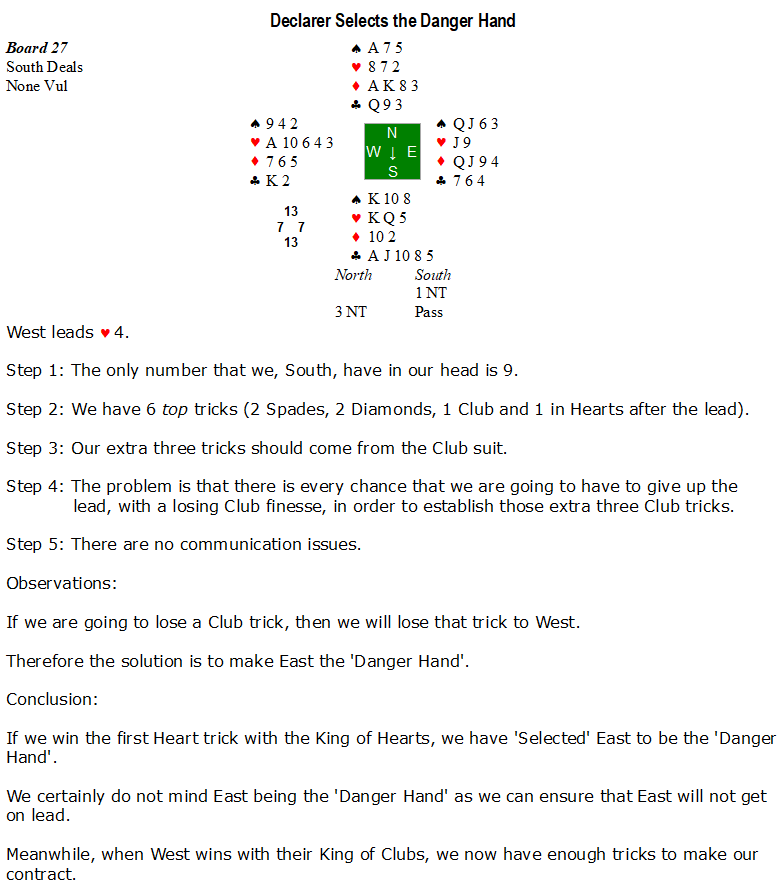 Declarer Selects the Danger Hand
Board 27
South Deals
None Vul
♠ A 7 5
♥ 8 7 2
♦ A K 8 3
♣ Q 9 3
♠ 9 4 2
♥ A 10 6 4 3
♦ 7 6 5
♣ K 2
N
W ↓ E
S
♠ Q J 6 3
♥ J 9
♦ Q J 9 4
♣ 7 6 4
♠ K 10 8
♥ K Q 5
♦ 10 2
♣ A J 10 8 5
13
7 7
13
North South
1 NT
3 NT Pass
West leads ♥ 4.
Step 1: The only number that we, South, have in our head is 9.
Step 2: We have 6 top tricks (2 Spades, 2 Diamonds, 1 Club and 1 in Hearts after the lead).
Step 3: Our extra three tricks should come from the Club suit.
Step 4: The problem is that there is every chance that we are going to have to give up the
lead, with a losing Club finesse, in order to establish those extra three Club tricks.
Step 5: There are no communication issues.
Observations:
If we are going to lose a Club trick, then we will lose that trick to West.
Therefore the solution is to make East the 'Danger Hand'.
Conclusion:
If we win the first Heart trick with the King of Hearts, we have 'Selected' East to be the 'Danger
Hand'.
We certainly do not mind East being the 'Danger Hand' as we can ensure that East will not get
on lead.
Meanwhile, when West wins with their King of Clubs, we now have enough tricks to make our
contract.